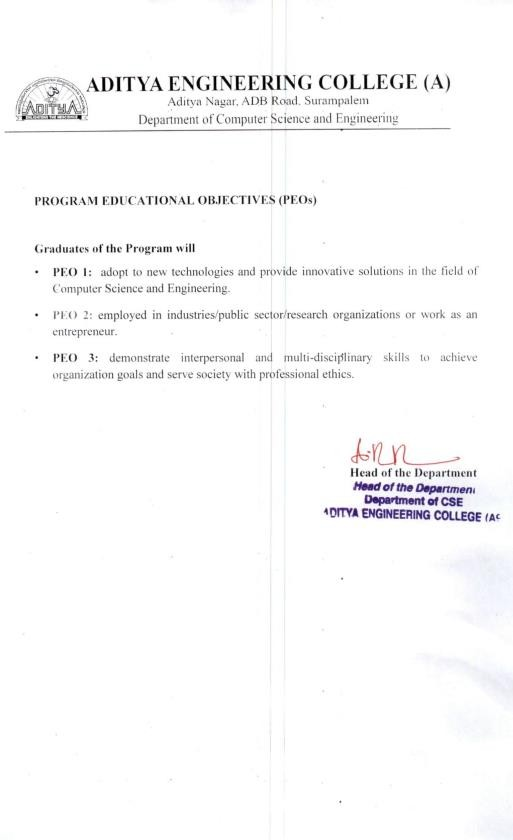 ADITYA ENGINEERING COLLEGE (A)
Aditya Nagar, ADB Road, Surampalem
Department of Computer Science and Engineering
ADITYA
PROGRAM EDUCATIONAL OBJECTIVES (PEOs)
Graduates of the Program will
• PEO 1: adopt to new technologies and provide innovative solutions in the field of
Computer Science and Engineering.
• PEO 2: employed in industries/public sector/research organizations or work as an
entrepreneur.
• PEO 3: demonstrate interpersonal and multi-disciplinary skills to achieve
organization goals and serve society with professional ethics.
Head of the Department
Head of the Department
Department of CSE
ADITYA ENGINEERING COLLEGE (A